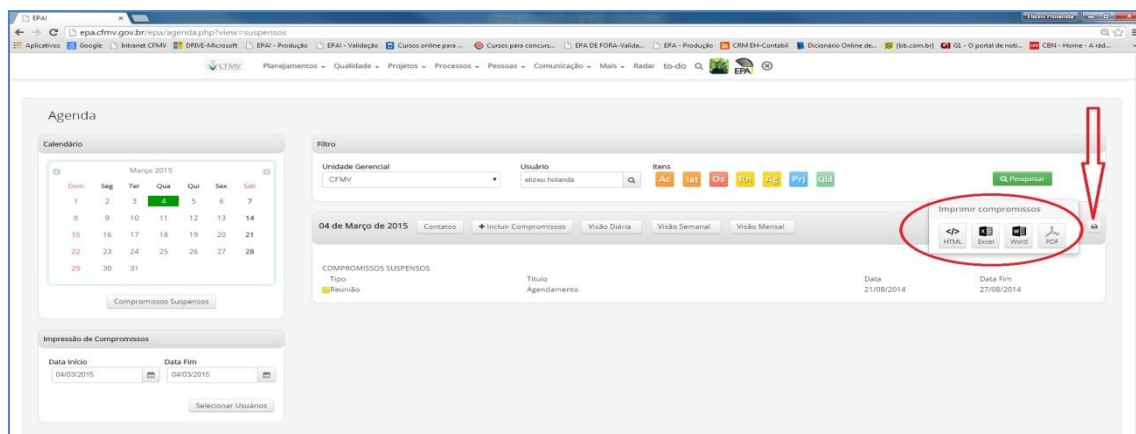 EPA!
Elizeu Holanda
epa.cfmv.gov.br/epa/agenda.php?view=suspensos
Aplicativos Google Intranet CFMV DRIVE-Microsoft EPA! - Produção EPA! - Validação Cursos online para ... Cursos para concurs... EPA DE FORA-Valida... EPA - Produção CRM EH-Contabil Dicionário Online de... [bb.com.br] G1 - O portal de noti... CBN - Home - A rád...
CFMV Planejamentos Qualidade Projetos Processos Pessoas Comunicação Mais Radar to-do EPA
Agenda
Calendário
Março 2015
Dom Seg Ter Qua Qui Sex Sab
1 2 3 4 5 6 7
8 9 10 11 12 13 14
15 16 17 18 19 20 21
22 23 24 25 26 27 28
29 30 31
Compromissos Suspensos
Impressão de Compromissos
Data Início Data Fim
04/03/2015 04/03/2015
Selecionar Usuários
Filtro
Unidade Gerencial Usuário Itens
CFMV elizeu.holanda Ac Iat Os Rn Ag Prj Qld Pesquisar
Imprimir compromissos
04 de Março de 2015 Contatos + Incluir Compromissos Visão Diária Visão Semanal Visão Mensal
</> HTML Excel Word PDF
COMPROMISSOS SUSPENSOS
Tipo Titulo Data Data Fim
Reunião Agendamento 21/08/2014 27/08/2014